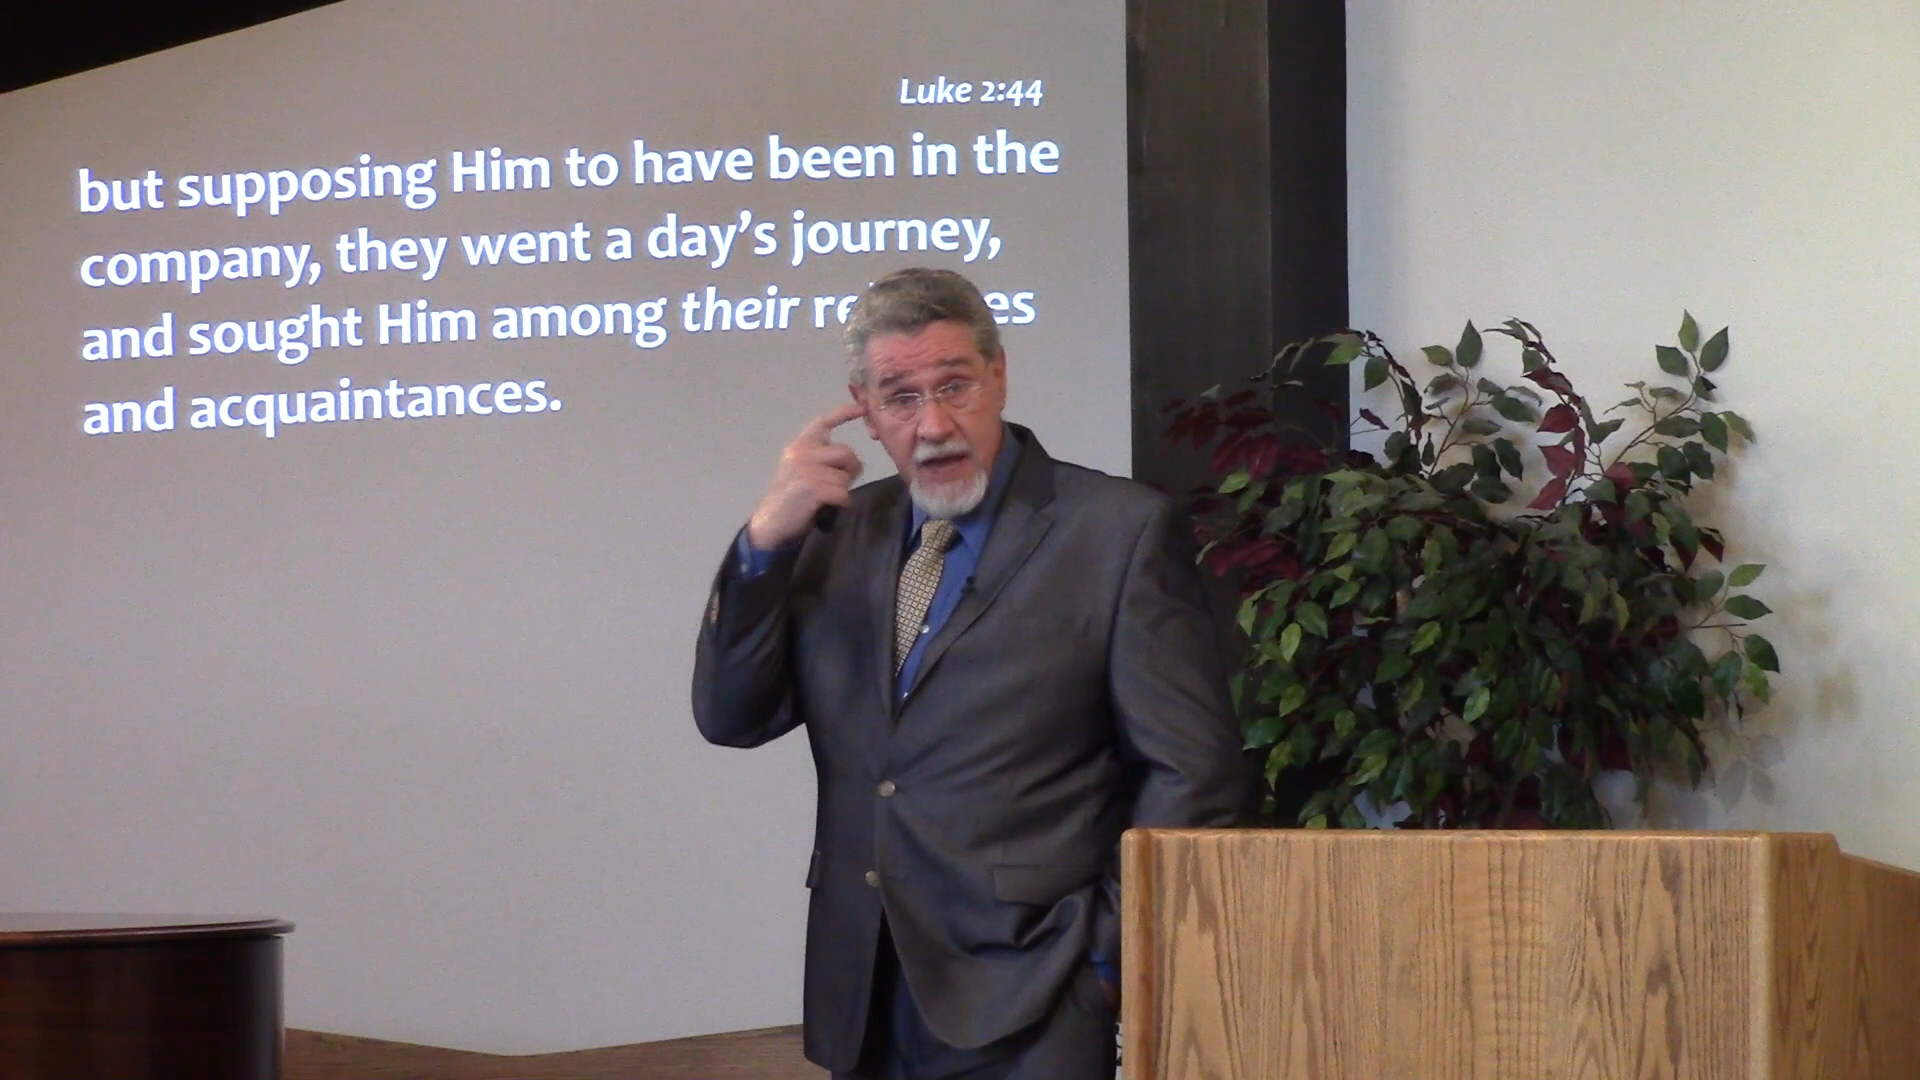 Luke 2:44
but supposing Him to have been in the
company, they went a day's journey,
and sought Him among their
and acquaintances.